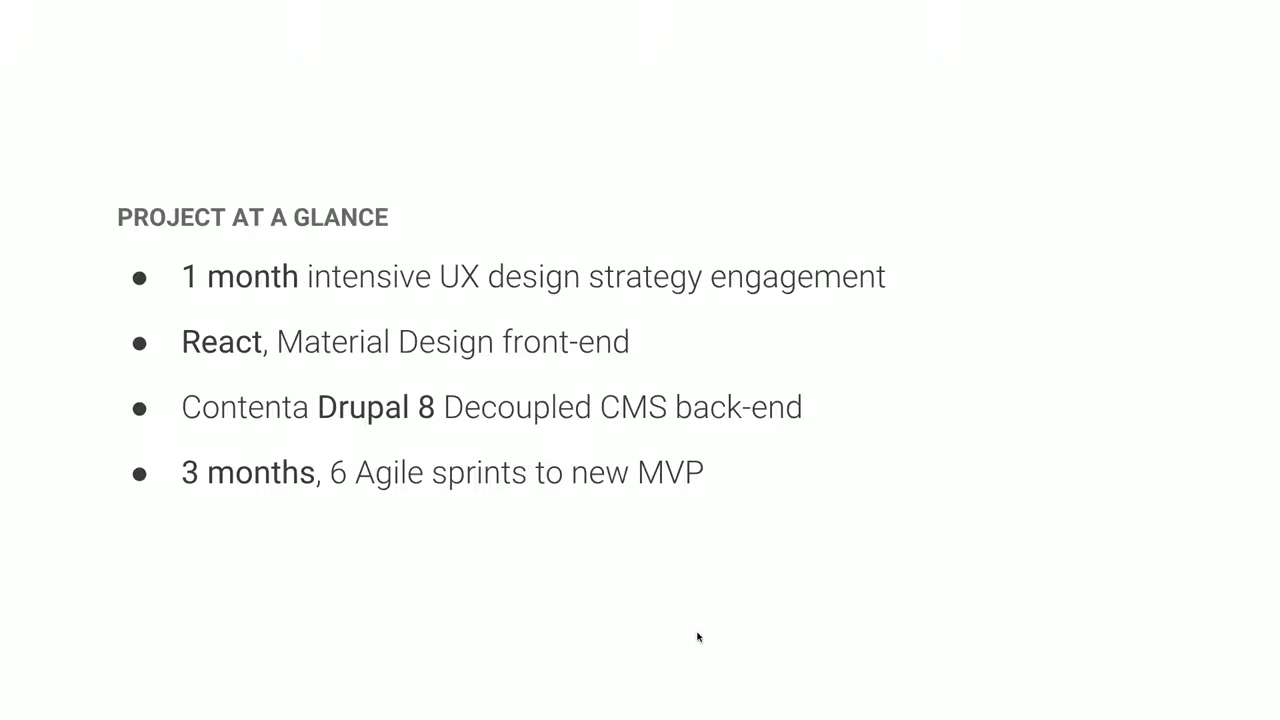 PROJECT AT A GLANCE
● 1 month intensive UX design strategy engagement
● React, Material Design front-end
● Contenta Drupal 8 Decoupled CMS back-end
● 3 months, 6 Agile sprints to new MVP